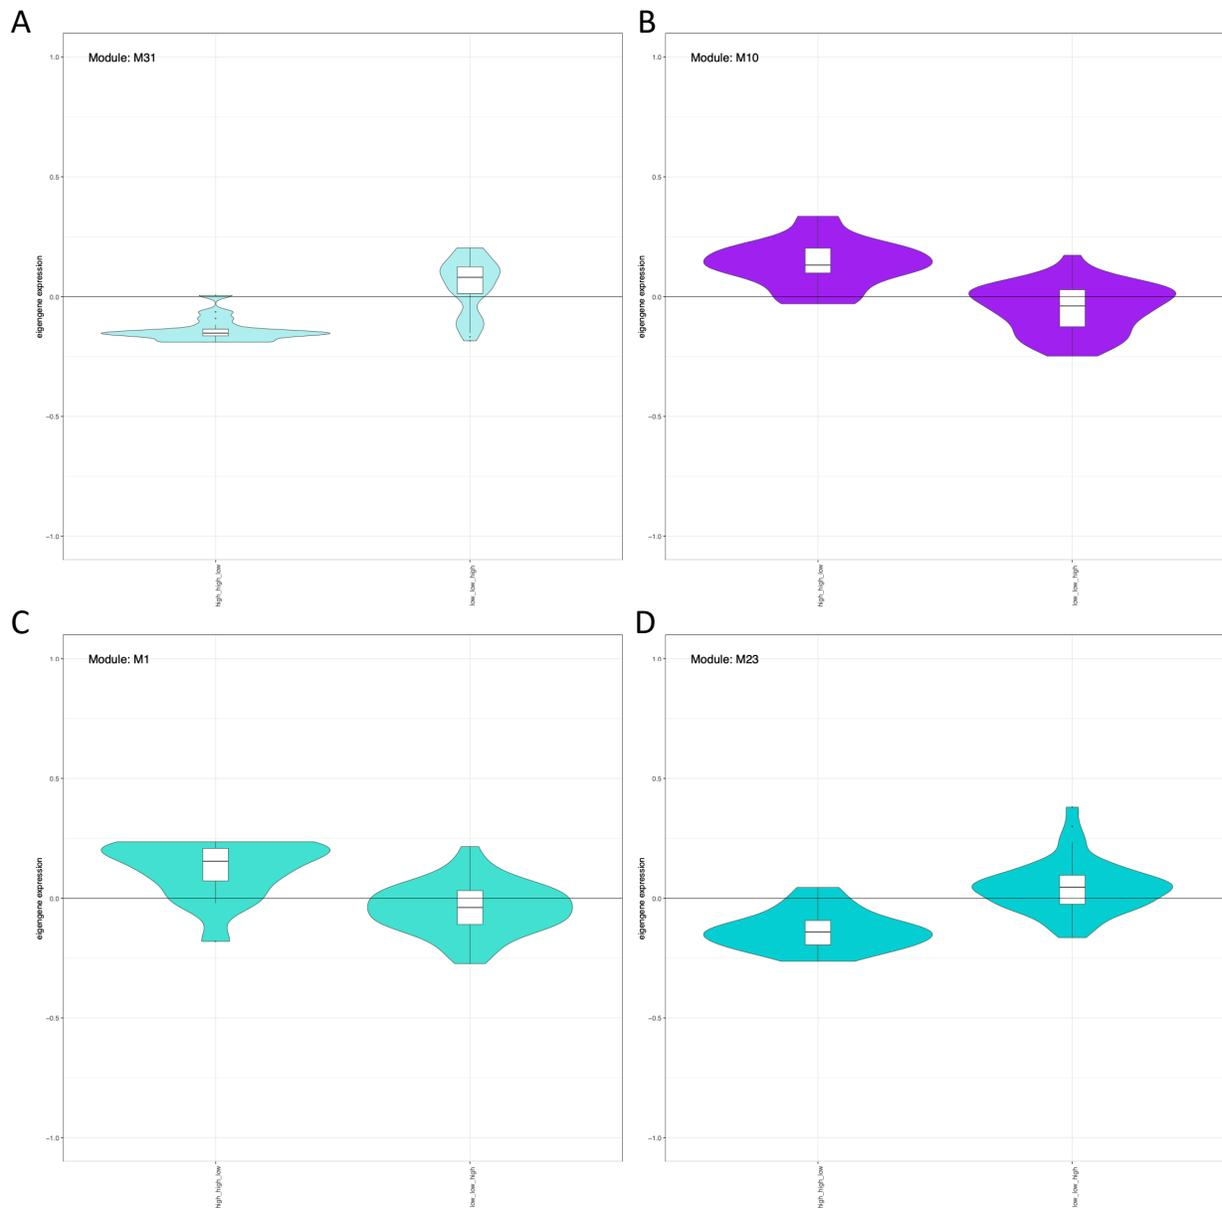 A
Module: M31
1.0
0.5
0.0
−0.5
−1.0
eigengene expression
high_high_low
low_low_high
B
Module: M10
1.0
0.5
0.0
−0.5
−1.0
eigengene expression
high_high_low
low_low_high
C
Module: M1
1.0
0.5
0.0
−0.5
−1.0
eigengene expression
high_high_low
low_low_high
D
Module: M23
1.0
0.5
0.0
−0.5
−1.0
eigengene expression
high_high_low
low_low_high